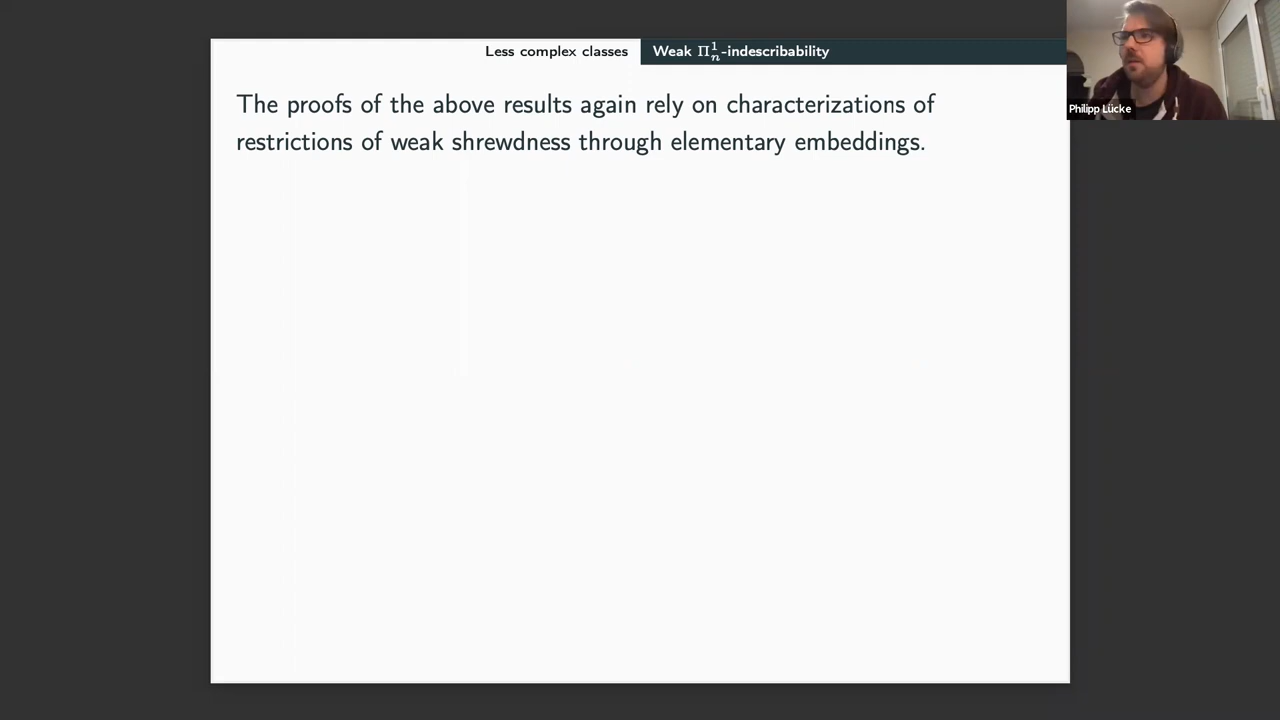 Less complex classes
Weak Π¹ₙ-indescribability
Philipp Lücke
The proofs of the above results again rely on characterizations of
restrictions of weak shrewdness through elementary embeddings.